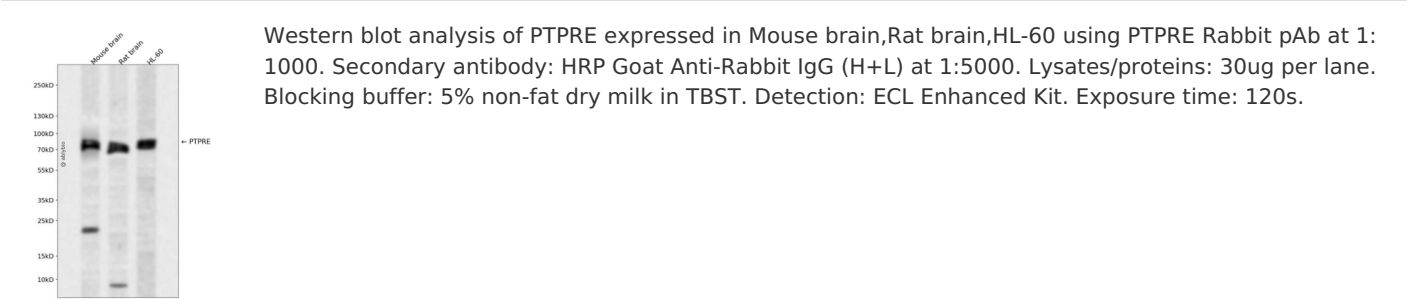 Mouse brain
Rat brain
HL-60
250kD
130kD
100kD
70kD
55kD
35kD
25kD
15kD
10kD
← PTPRE
Western blot analysis of PTPRE expressed in Mouse brain,Rat brain,HL-60 using PTPRE Rabbit pAb at 1:
1000. Secondary antibody: HRP Goat Anti-Rabbit IgG (H+L) at 1:5000. Lysates/proteins: 30ug per lane.
Blocking buffer: 5% non-fat dry milk in TBST. Detection: ECL Enhanced Kit. Exposure time: 120s.